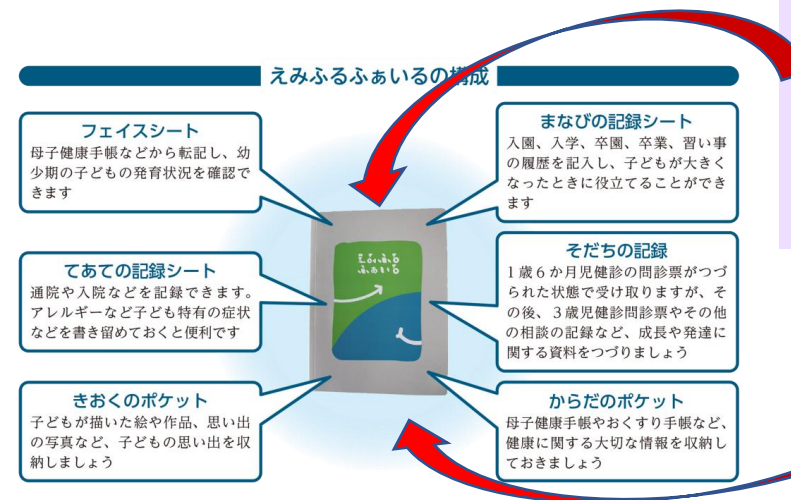 えみふるふぁいるの構成
フェイスシート
母子健康手帳などから転記し、幼
少期の子どもの発育状況を確認で
きます
まなびの記録シート
入園、入学、卒園、卒業、習い事
の履歴を記入し、子どもが大きく
なったときに役立てることができ
ます
てあての記録シート
通院や入院などを記録できます。
アレルギーなど子ども特有の症状
などを書き留めておくと便利です
えみふる
ふぁいる
そだちの記録
1歳6か月児健診の問診票がつづ
られた状態で受け取りますが、そ
の後、3歳児健診問診票やその他
の相談の記録など、成長や発達に
関する資料をつづりましょう
きおくのポケット
子どもが描いた絵や作品、思い出
の写真など、子どもの思い出を収
納しましょう
からだのポケット
母子健康手帳やおくすり手帳など、
健康に関する大切な情報を収納し
ておきましょう